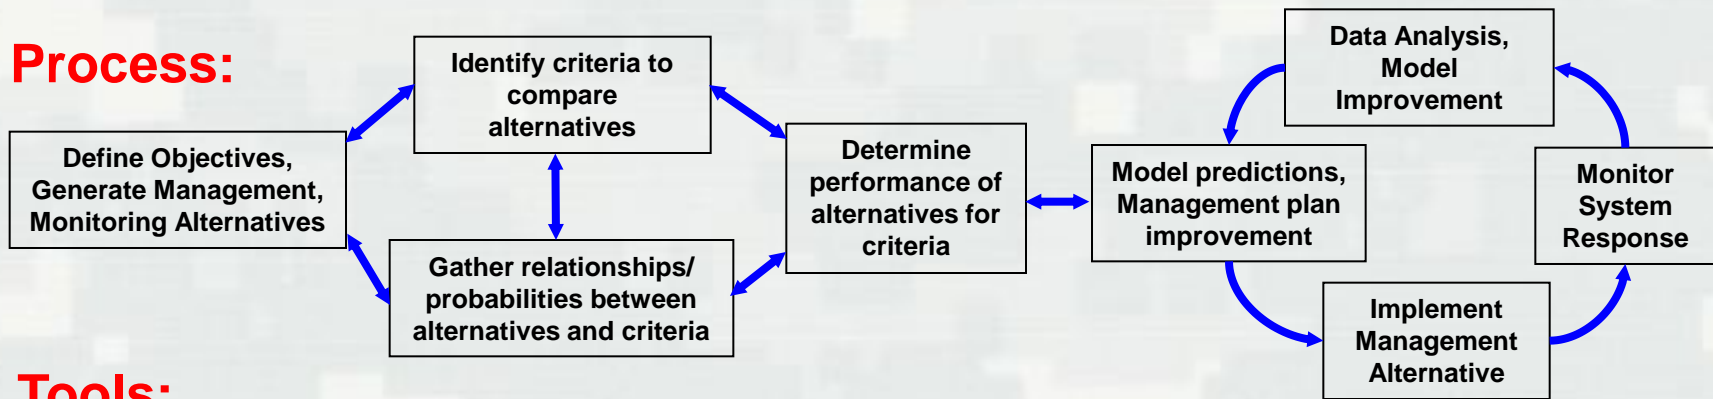 Process:
Define Objectives,
Generate Management,
Monitoring Alternatives
Identify criteria to
compare
alternatives
Gather relationships/
probabilities between
alternatives and criteria
Determine
performance of
alternatives for
criteria
Model predictions,
Management plan
improvement
Data Analysis,
Model
Improvement
Monitor
System
Response
Implement
Management
Alternative
Tools: